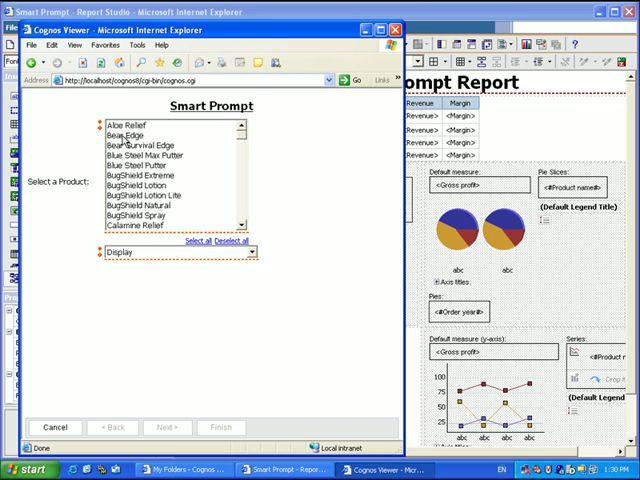 Smart Prompt - Report Studio - Microsoft Internet Explorer
Cognos Viewer - Microsoft Internet Explorer
File Edit View Favorites Tools Help
Back
Search
Address http://localhost/cognos8/cgi-bin/cognos.cgi Go Links »
Smart Prompt
Select a Product:
Aloe Relief
Bear Edge
Bear Survival Edge
Blue Steel Max Putter
Blue Steel Putter
BugShield Extreme
BugShield Lotion
BugShield Lotion Lite
BugShield Natural
BugShield Spray
Calamine Relief
Select all Deselect all
Display
Cancel < Back Next > Finish
Done Local intranet
ompt Report
Revenue Margin
Revenue> <Margin>
Revenue> <Margin>
Revenue> <Margin>
Default measure: Pie Slices:
<Gross profit> <#Product name#>
(Default Legend Title)
abc abc
Axis titles:
Pies:
<#Order year#>
Default measure (y-axis): Series:
<Gross profit> <#Product n
100
75
50
25
abc abc abc abc
Drop it
(Default Legend
start My Folders - Cognos ... Smart Prompt - Repor... Cognos Viewer - Micr... EN 1:30 PM